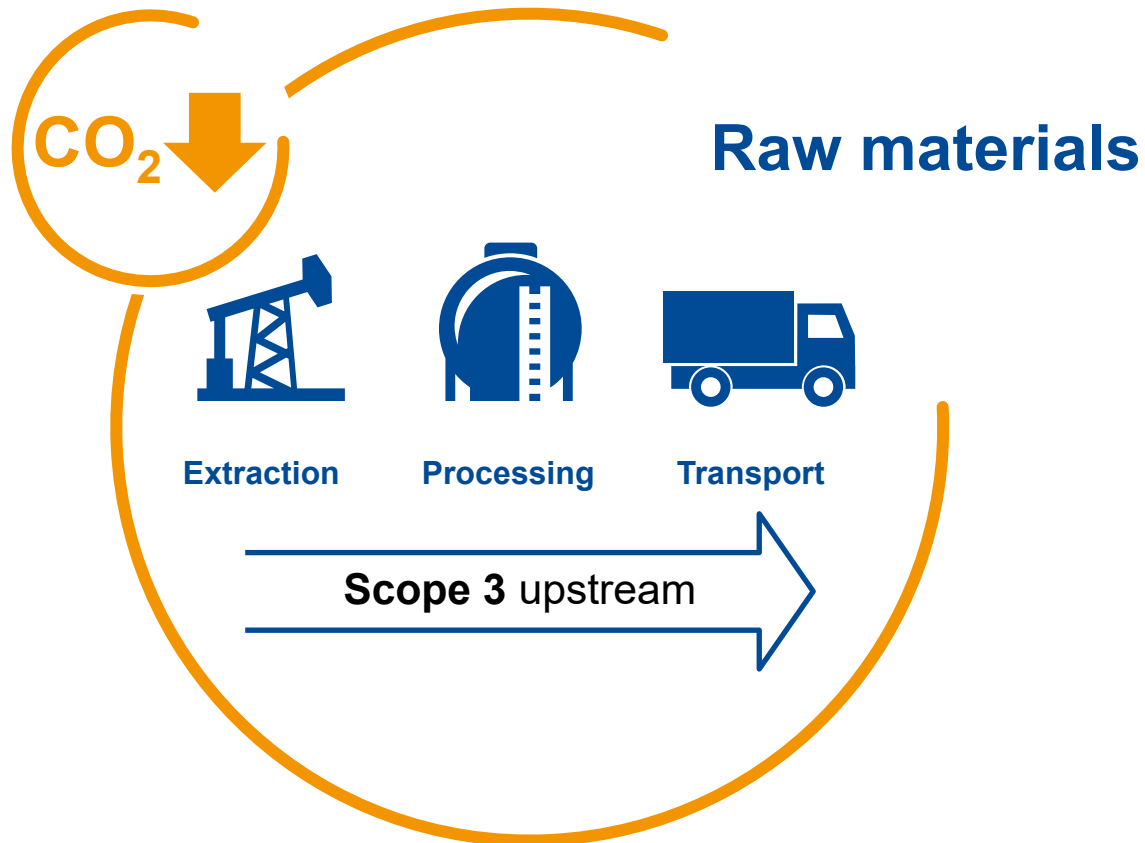 CO₂
Raw materials
Extraction Processing Transport
Scope 3 upstream